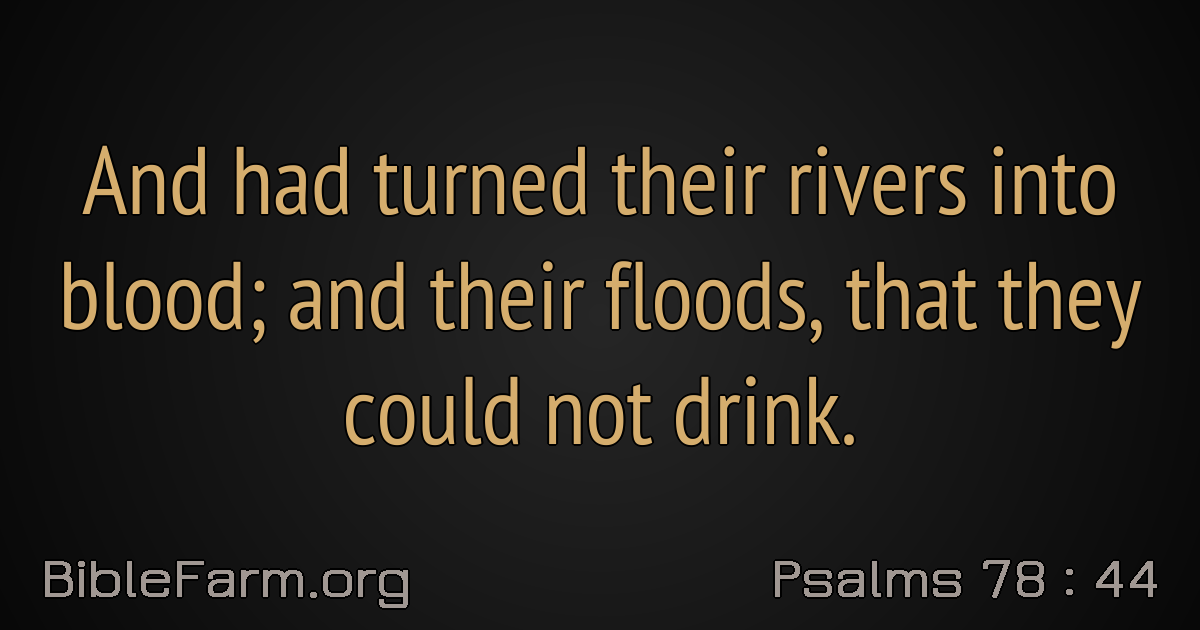 And had turned their rivers into
blood; and their floods, that they
could not drink.
BibleFarm.org
Psalms 78 : 44